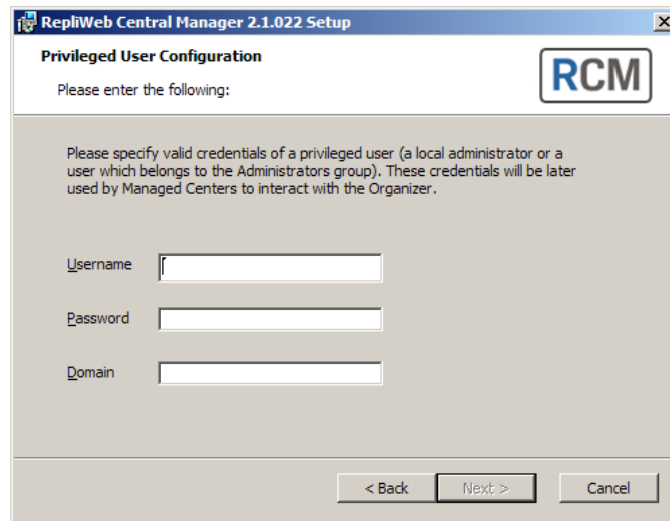 RepliWeb Central Manager 2.1.022 Setup
Privileged User Configuration
Please enter the following:
RCM
Please specify valid credentials of a privileged user (a local administrator or a
user which belongs to the Administrators group). These credentials will be later
used by Managed Centers to interact with the Organizer.
Username
Password
Domain
< Back
Next >
Cancel